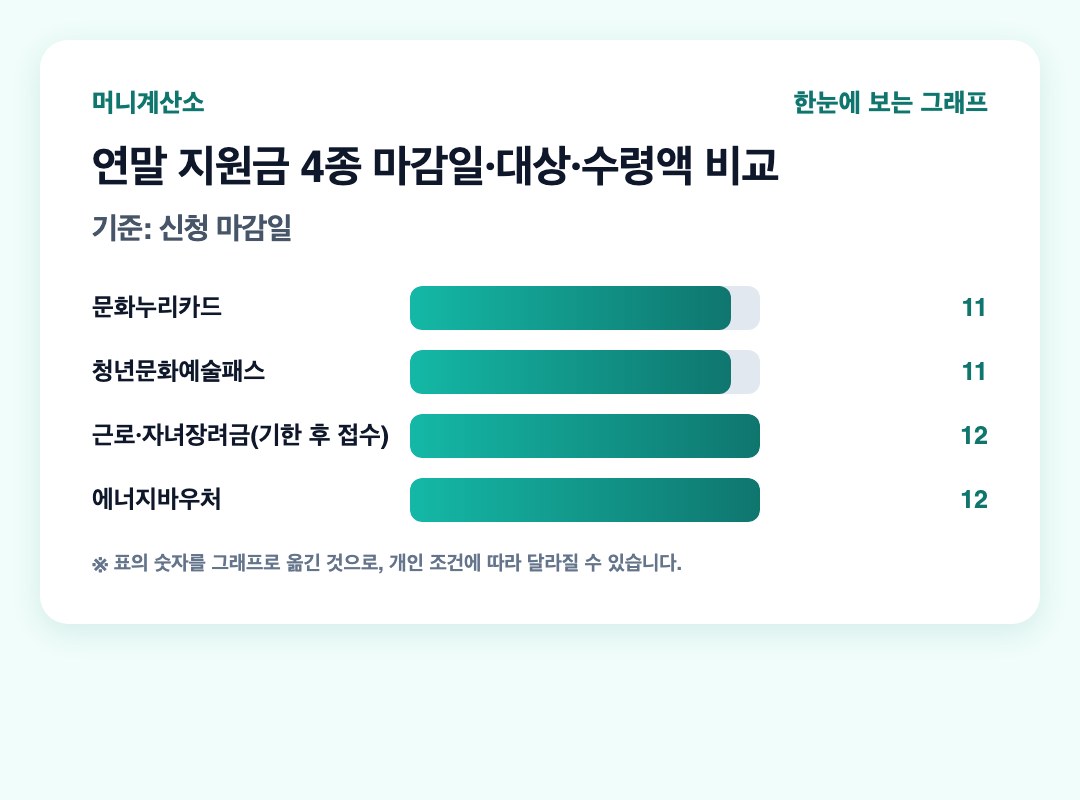 머니계산소
한눈에 보는 그래프
연말 지원금 4종 마감일·대상·수령액 비교
기준: 신청 마감일
문화누리카드 11
청년문화예술패스 11
근로·자녀장려금(기한 후 접수) 12
에너지바우처 12
※ 표의 숫자를 그래프로 옮긴 것으로, 개인 조건에 따라 달라질 수 있습니다.